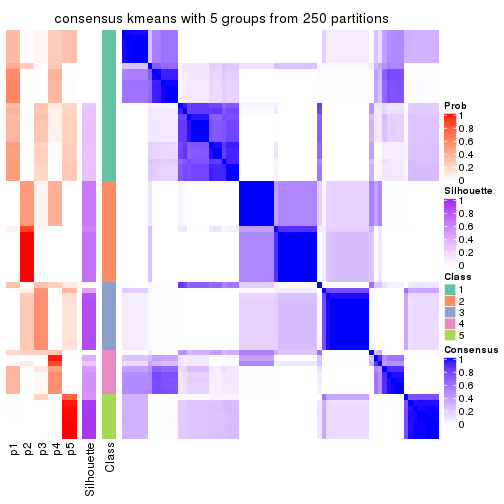 consensus kmeans with 5 groups from 250 partitions
Prob
1
0.8
0.6
0.4
0.2
0
Silhouette
1
0.8
0.6
0.4
0.2
0
Class
1
2
3
4
5
Consensus
1
0.8
0.6
0.4
0.2
0
p1
p2
p3
p4
p5
Silhouette
Class